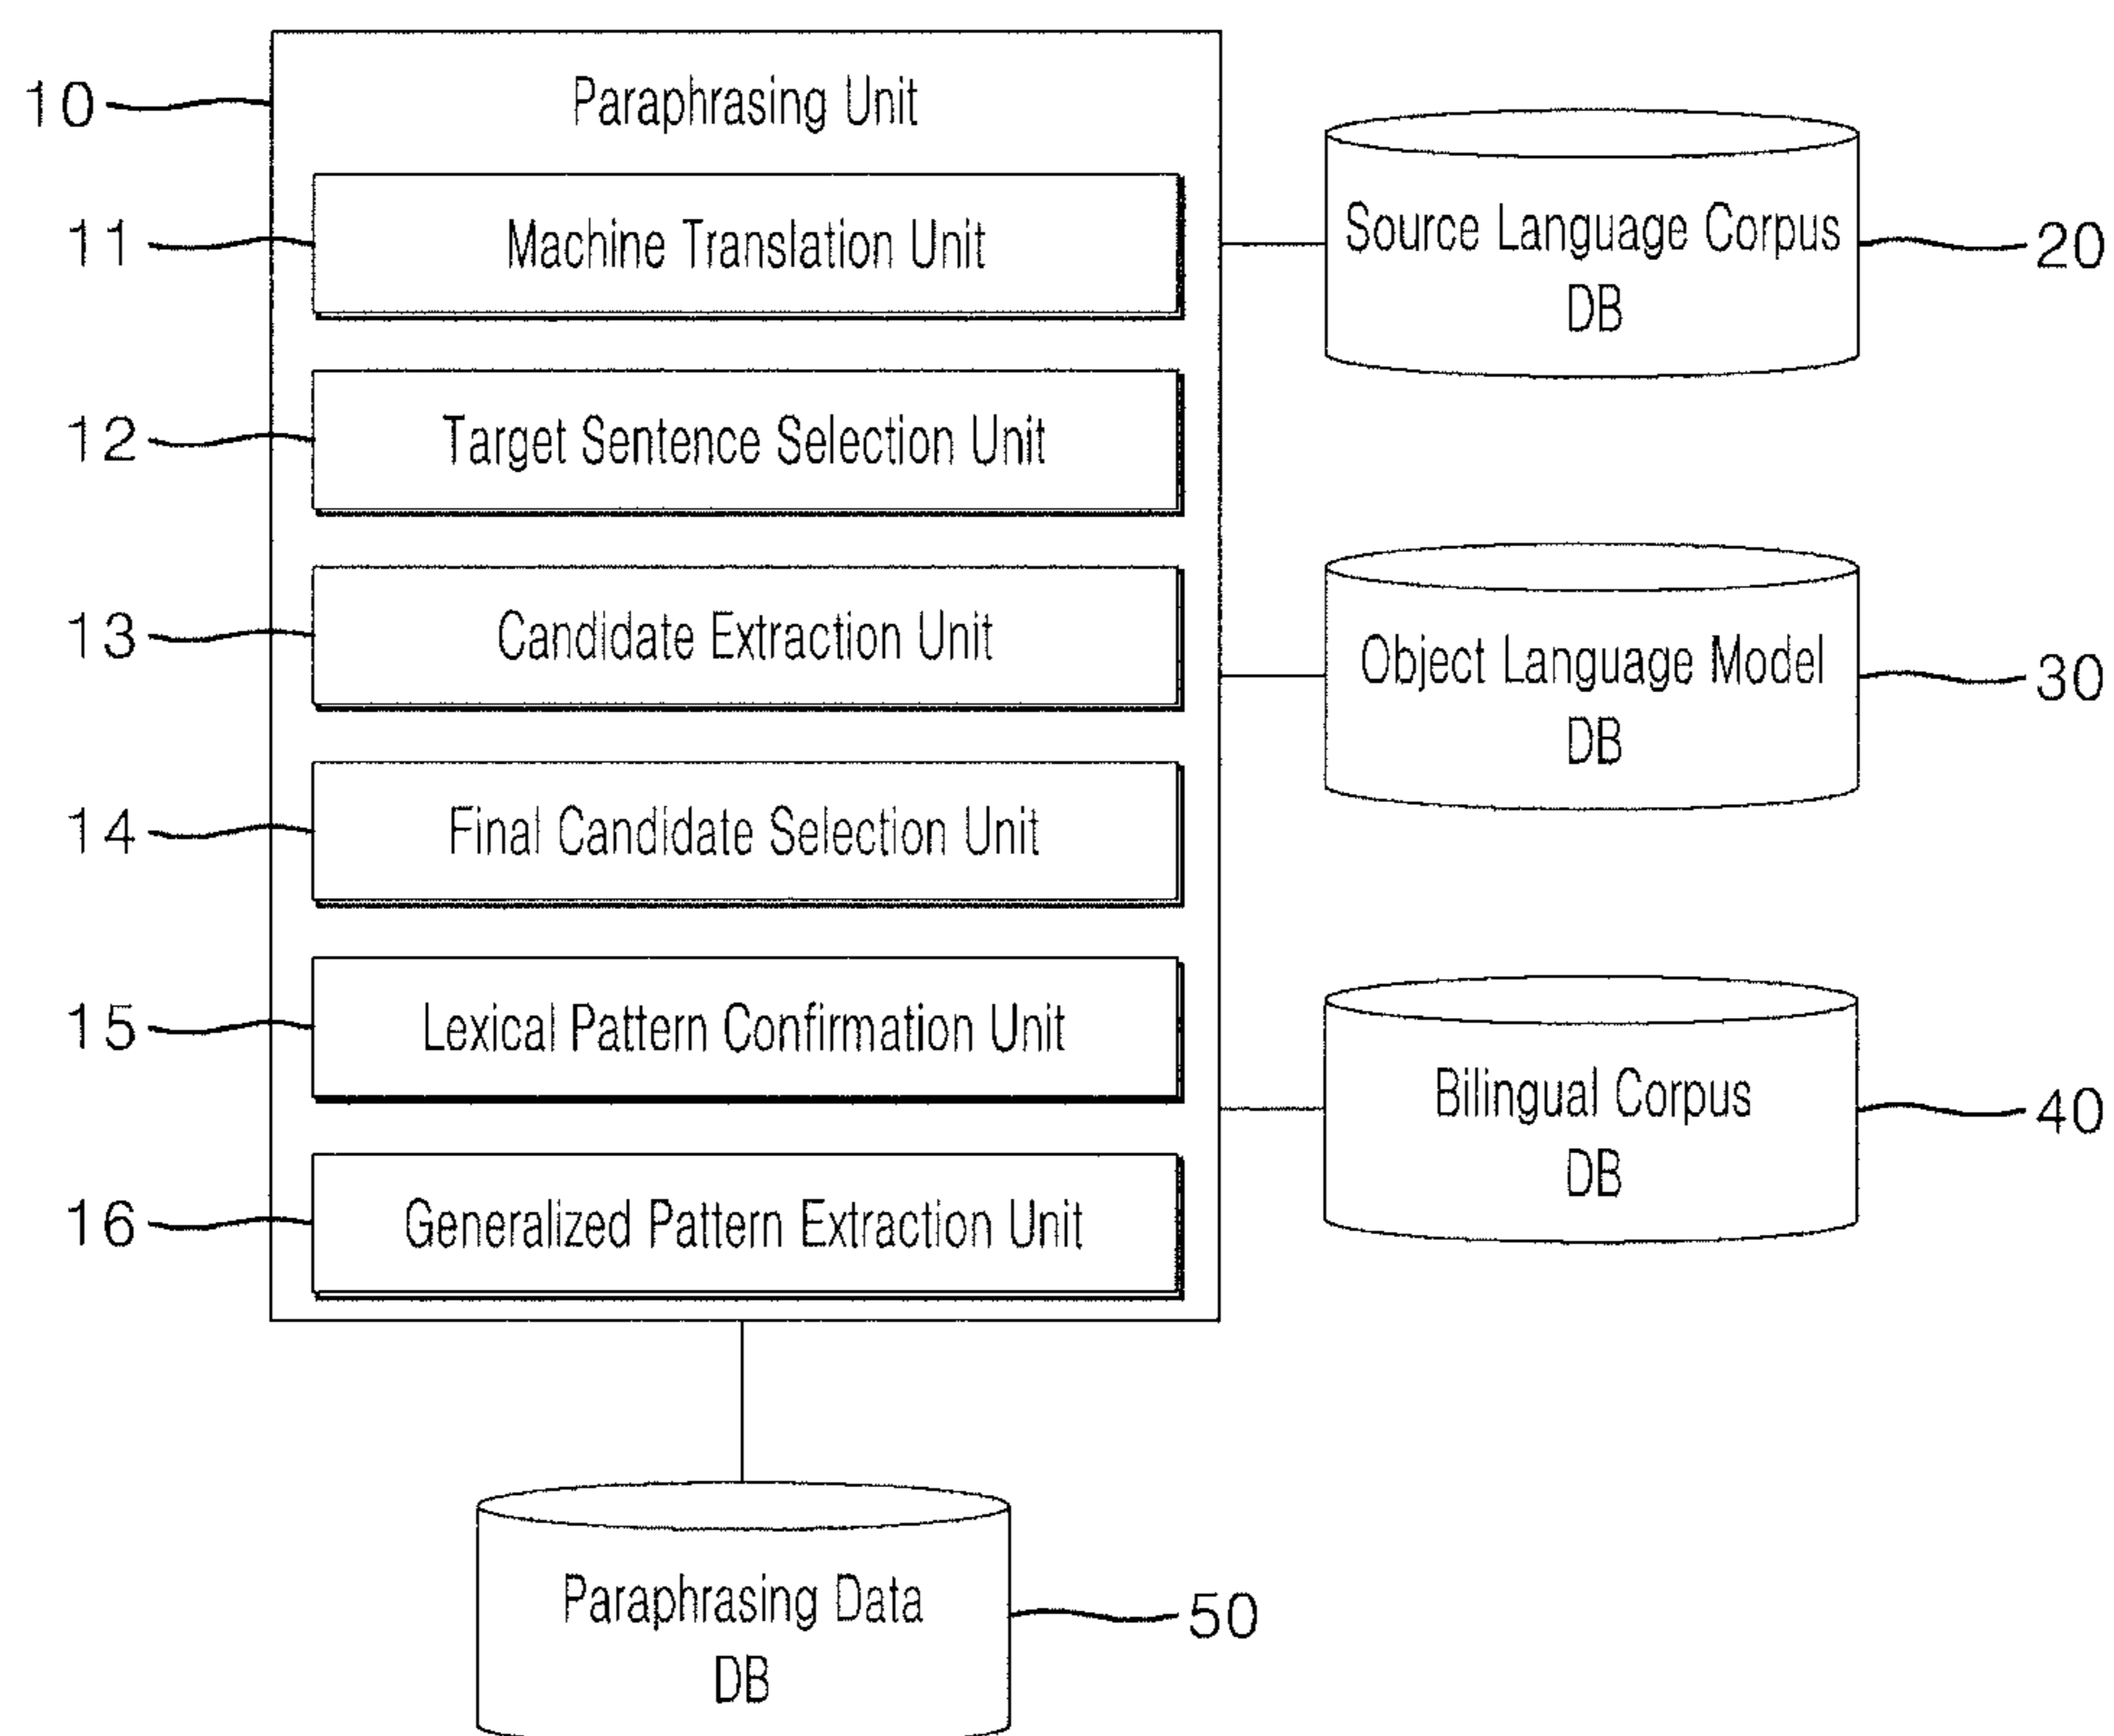 10
Paraphrasing Unit
11
Machine Translation Unit
12
Target Sentence Selection Unit
13
Candidate Extraction Unit
14
Final Candidate Selection Unit
15
Lexical Pattern Confirmation Unit
16
Generalized Pattern Extraction Unit
Source Language Corpus
DB
20
Object Language Model
DB
30
Bilingual Corpus
DB
40
Paraphrasing Data
DB
50